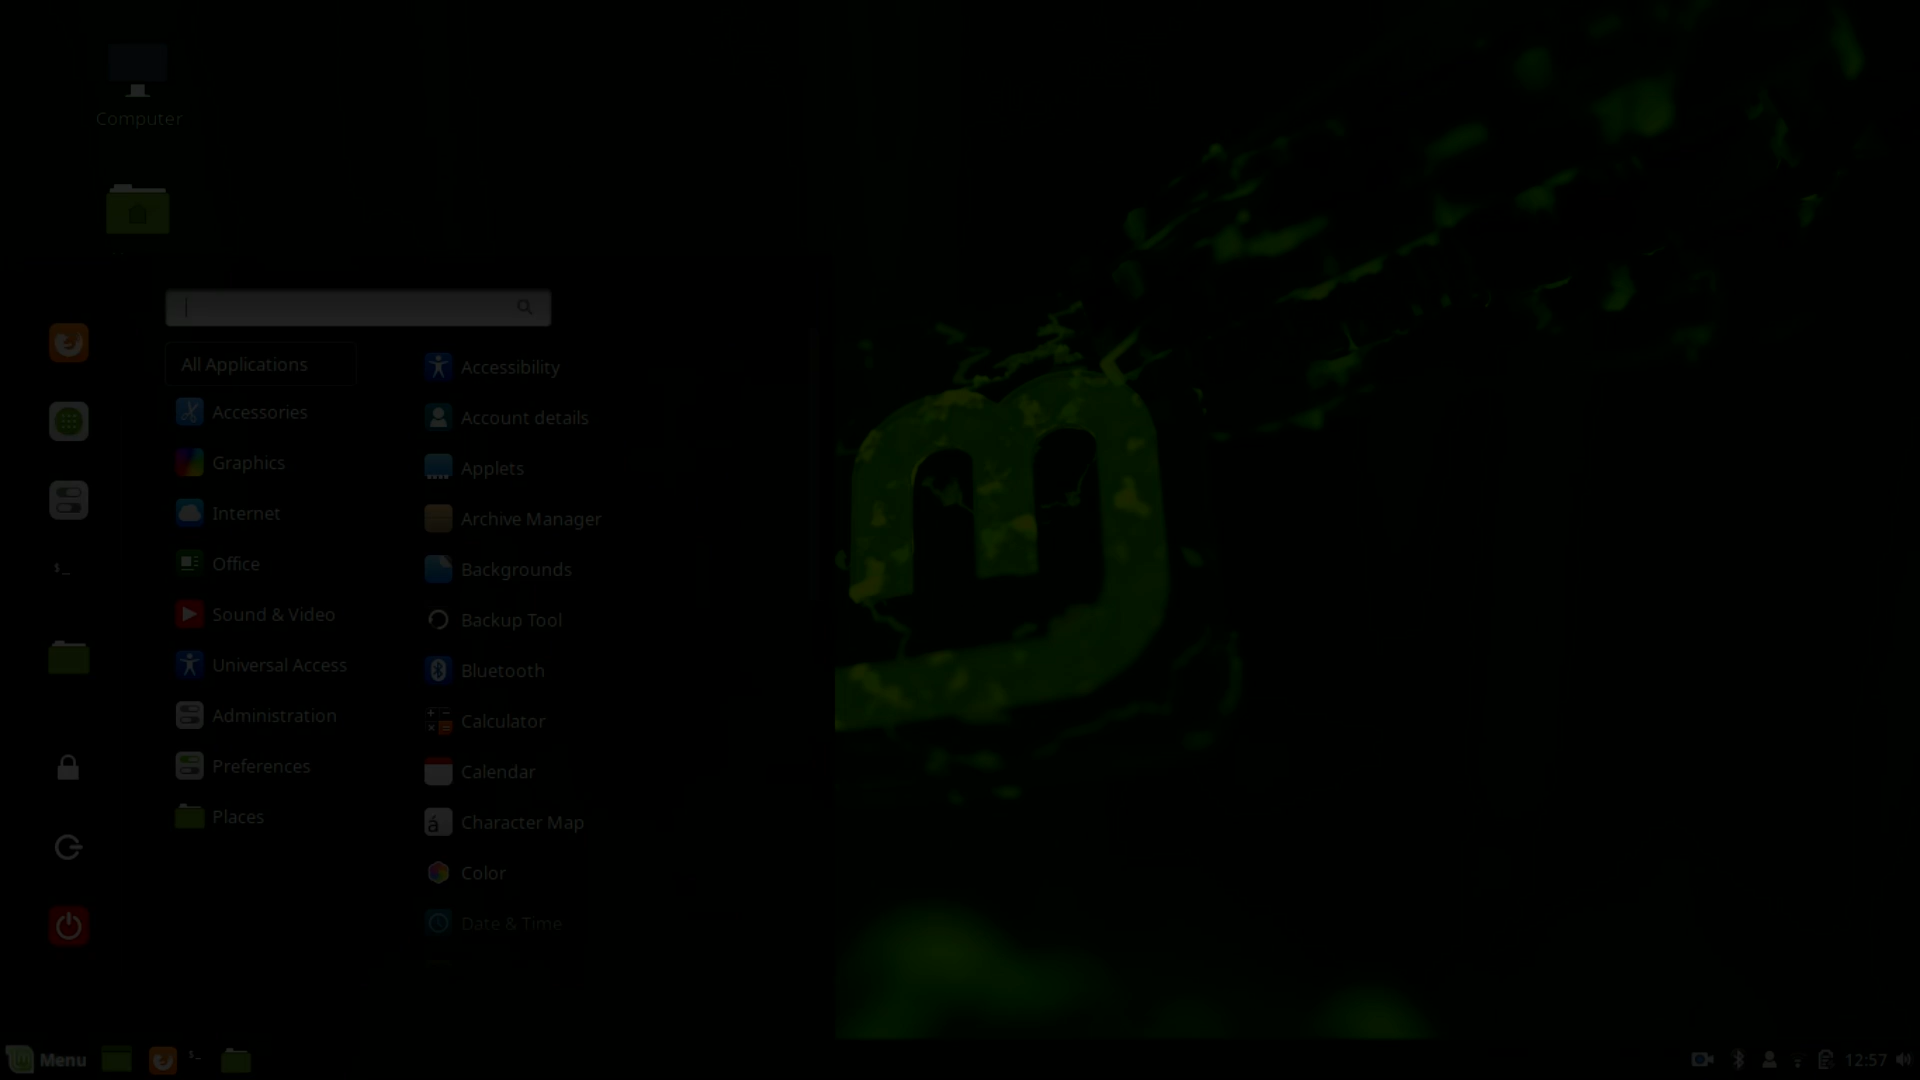 Computer
All Applications
Accessories
Graphics
Internet
Office
Sound & Video
Universal Access
Administration
Preferences
Places
Accessibility
Account details
Applets
Archive Manager
Backgrounds
Backup Tool
Bluetooth
Calculator
Calendar
Character Map
Color
Date & Time
$_
Menu
$_
12:57